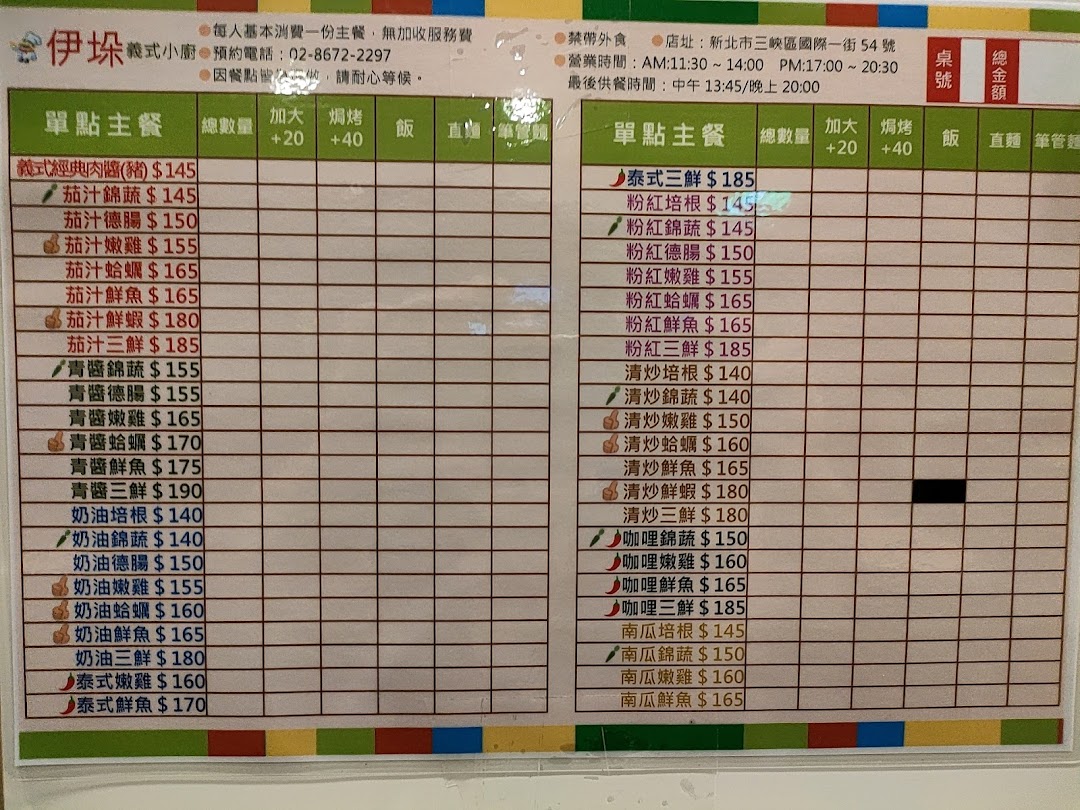 伊垛 義式小廚
每人基本消費一份主餐，無加收服務費
預約電話：02-8672-2297
因餐點皆 做，請耐心等候。
禁帶外食 店址：新北市三峽區國際一街 54 號
營業時間：AM:11:30 ~ 14:00 PM:17:00 ~ 20:30
最後供餐時間：中午 13:45/晚上 20:00
桌號
總金額
單點主餐 總數量 加大+20 焗烤+40 飯 直麵 筆管麵
義式經典肉醬(豬)$145
茄汁錦蔬 $ 145
茄汁德腸 $ 150
茄汁嫩雞 $ 155
茄汁蛤蠣 $ 165
茄汁鮮魚 $ 165
茄汁鮮蝦 $ 180
茄汁三鮮 $ 185
青醬錦蔬 $ 155
青醬德腸 $ 155
青醬嫩雞 $ 165
青醬蛤蠣 $ 170
青醬鮮魚 $ 175
青醬三鮮 $ 190
奶油培根 $ 140
奶油錦蔬 $ 140
奶油德腸 $ 150
奶油嫩雞 $ 155
奶油蛤蠣 $ 160
奶油鮮魚 $ 165
奶油三鮮 $ 180
泰式嫩雞 $ 160
泰式鮮魚 $ 170
單點主餐 總數量 加大+20 焗烤+40 飯 直麵 筆管麵
泰式三鮮 $ 185
粉紅培根 $ 145
粉紅錦蔬 $ 145
粉紅德腸 $ 150
粉紅嫩雞 $ 155
粉紅蛤蠣 $ 165
粉紅鮮魚 $ 165
粉紅三鮮 $ 185
清炒培根 $ 140
清炒錦蔬 $ 140
清炒嫩雞 $ 150
清炒蛤蠣 $ 160
清炒鮮魚 $ 165
清炒鮮蝦 $ 180
清炒三鮮 $ 180
咖哩錦蔬 $ 150
咖哩嫩雞 $ 160
咖哩鮮魚 $ 165
咖哩三鮮 $ 185
南瓜培根 $ 145
南瓜錦蔬 $ 150
南瓜嫩雞 $ 160
南瓜鮮魚 $ 165